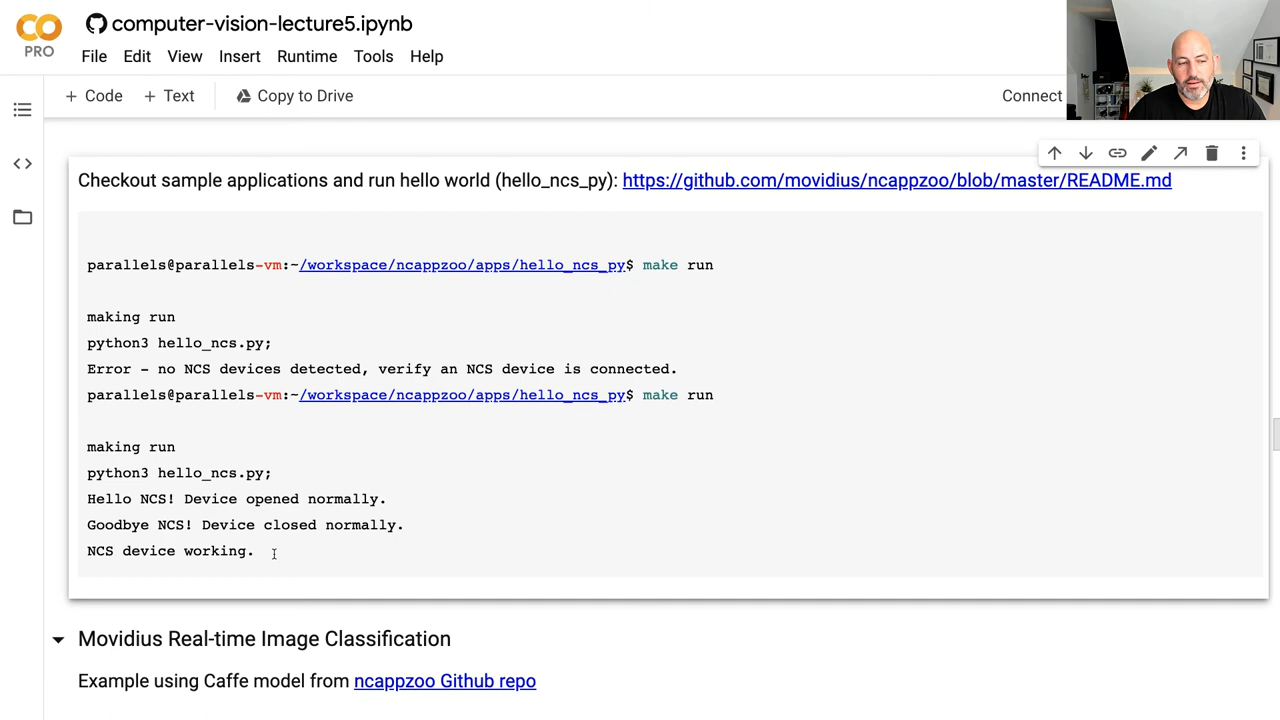 computer-vision-lecture5.ipynb
PRO
File Edit View Insert Runtime Tools Help
+ Code + Text Copy to Drive Connect
Checkout sample applications and run hello world (hello_ncs_py): https://github.com/movidius/ncappzoo/blob/master/README.md
parallels@parallels-vm:~/workspace/ncappzoo/apps/hello_ncs_py$ make run
making run
python3 hello_ncs.py;
Error - no NCS devices detected, verify an NCS device is connected.
parallels@parallels-vm:~/workspace/ncappzoo/apps/hello_ncs_py$ make run
making run
python3 hello_ncs.py;
Hello NCS! Device opened normally.
Goodbye NCS! Device closed normally.
NCS device working.
Movidius Real-time Image Classification
Example using Caffe model from ncappzoo Github repo